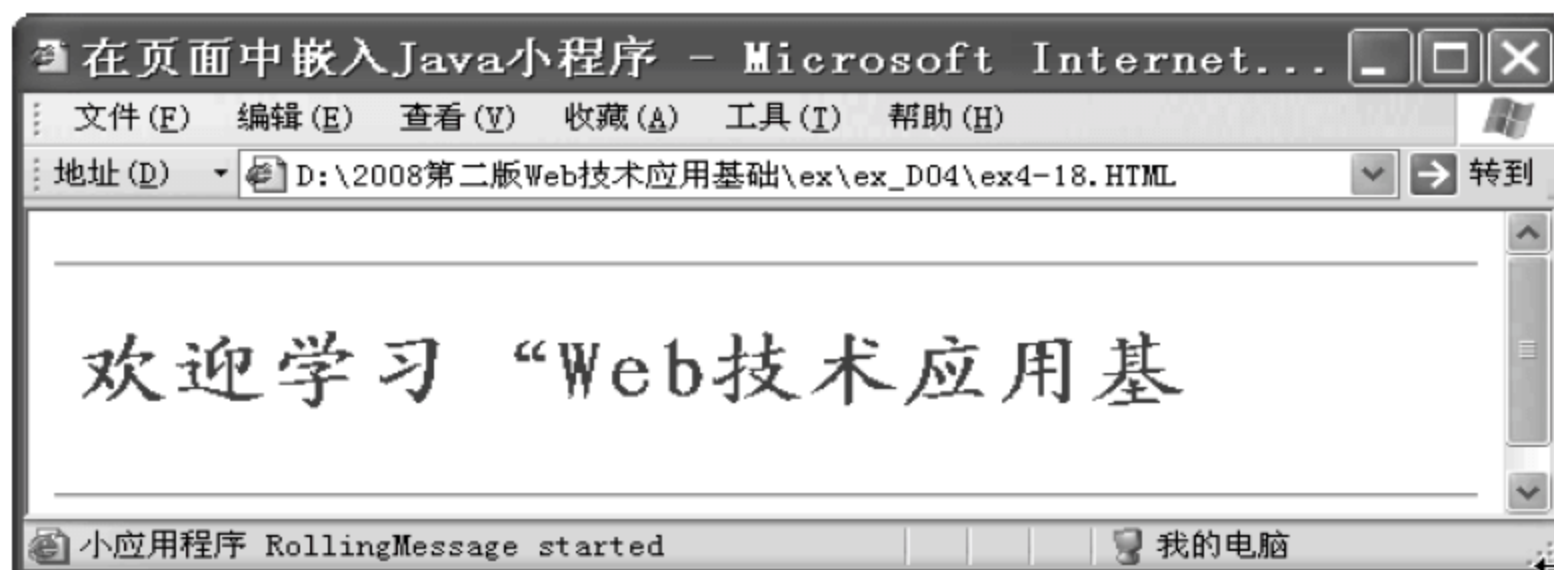 在页面中嵌入Java小程序 - Microsoft Internet...
文件(F) 编辑(E) 查看(V) 收藏(A) 工具(T) 帮助(H)
地址(D) D:\2008第二版Web技术应用基础\ex\ex_D04\ex4-18.HTML 转到
欢迎学习 “Web技术应用基
小应用程序 RollingMessage started 我的电脑